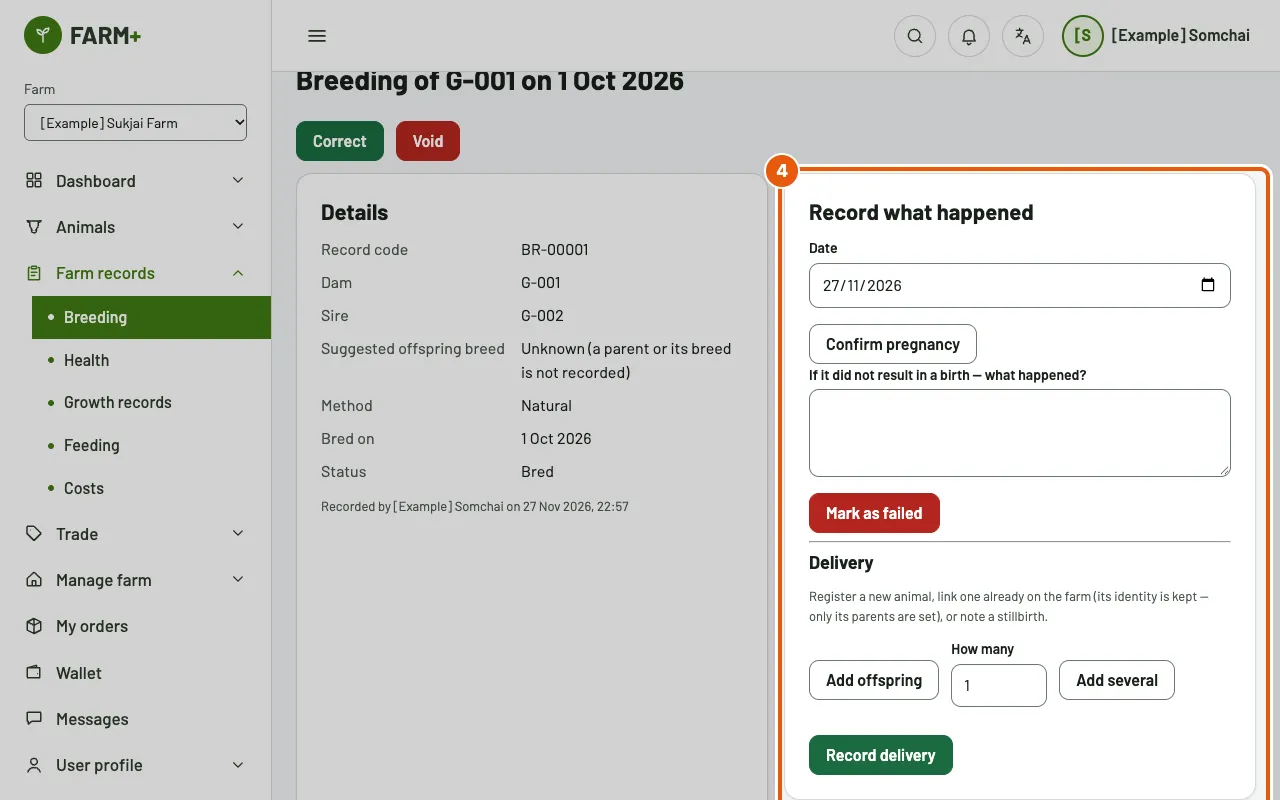 FARM+
Farm
[Example] Sukjai Farm
Dashboard
Animals
Farm records
Breeding
Health
Growth records
Feeding
Costs
Trade
Manage farm
My orders
Wallet
Messages
User profile
[S
[Example] Somchai
Breeding of G-001 on 1 Oct 2026
Correct
Void
Details
Record code BR-00001
Dam G-001
Sire G-002
Suggested offspring breed Unknown (a parent or its breed
is not recorded)
Method Natural
Bred on 1 Oct 2026
Status Bred
Recorded by [Example] Somchai on 27 Nov 2026, 22:57
4
Record what happened
Date
27/11/2026
Confirm pregnancy
If it did not result in a birth — what happened?
Mark as failed
Delivery
Register a new animal, link one already on the farm (its identity is kept —
only its parents are set), or note a stillbirth.
How many
Add offspring
1
Add several
Record delivery